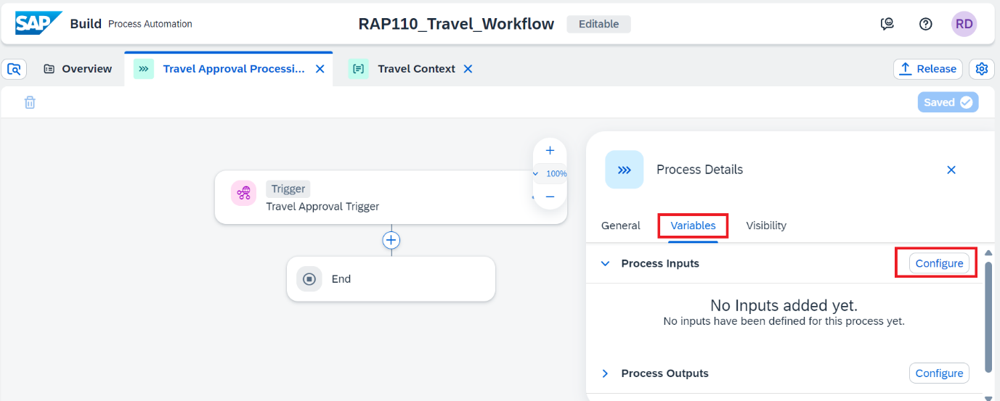 SAP Build Process Automation RAP110_Travel_Workflow Editable RD
Overview Travel Approval Processi... Travel Context Release
Saved
100%
Process Details
Trigger
Travel Approval Trigger
General Variables Visibility
Process Inputs Configure
End
No Inputs added yet.
No inputs have been defined for this process yet.
Process Outputs Configure